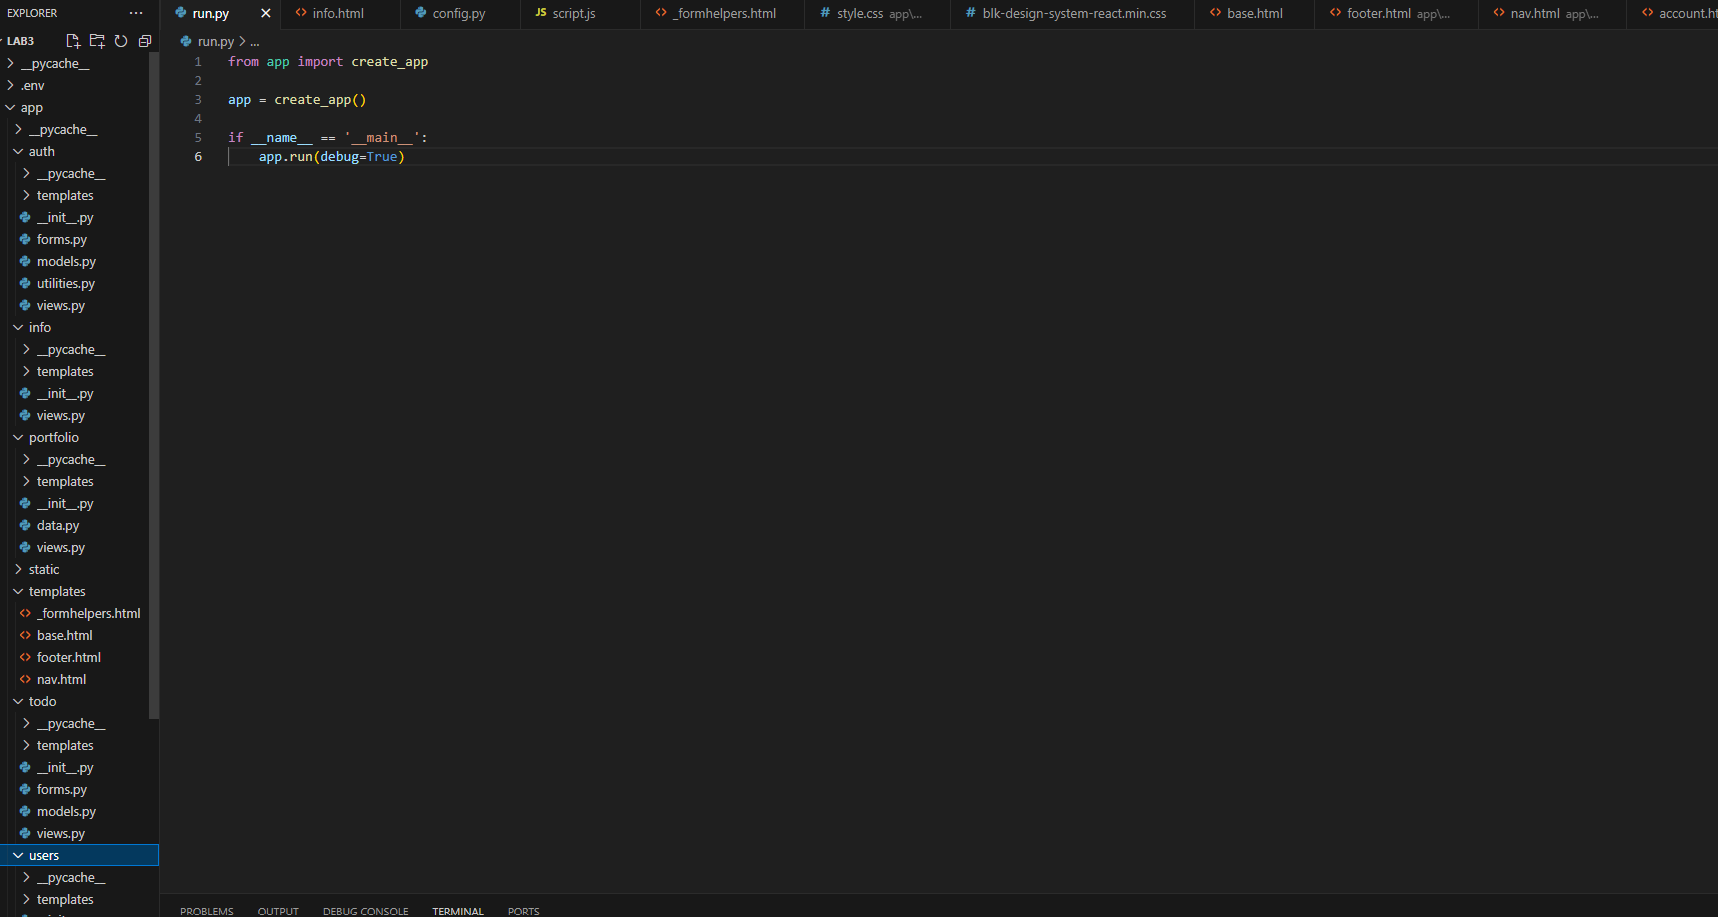 EXPLORER
LAB3
__pycache__
.env
app
__pycache__
auth
__pycache__
templates
__init__.py
forms.py
models.py
utilities.py
views.py
info
__pycache__
templates
__init__.py
views.py
portfolio
__pycache__
templates
__init__.py
data.py
views.py
static
templates
_formhelpers.html
base.html
footer.html
nav.html
todo
__pycache__
templates
__init__.py
forms.py
models.py
views.py
users
__pycache__
templates
run.py info.html config.py JS script.js _formhelpers.html # style.css app\... # blk-design-system-react.min.css base.html footer.html app\... nav.html app\... account.ht
run.py > ...
1 from app import create_app
2
3 app = create_app()
4
5 if __name__ == '__main__':
6 app.run(debug=True)
PROBLEMS OUTPUT DEBUG CONSOLE TERMINAL PORTS